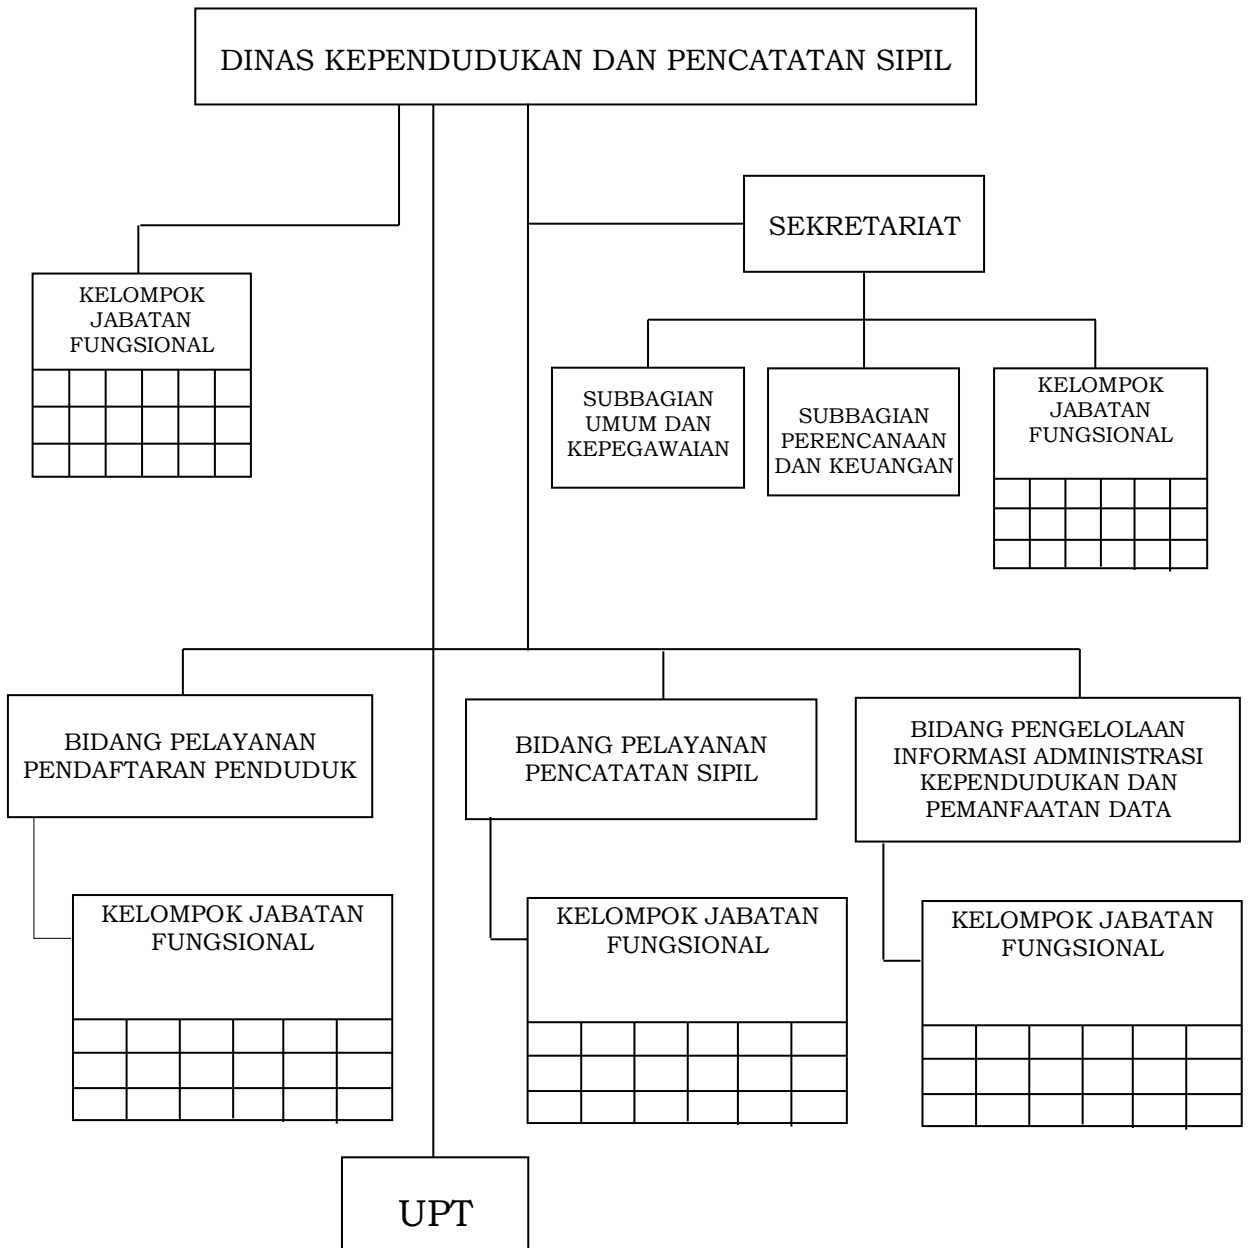 DINAS KEPENDUDUKAN DAN PENCATATAN SIPIL
SEKRETARIAT
KELOMPOK
JABATAN
FUNGSIONAL
SUBBAGIAN
UMUM DAN
KEPEGAWAIAN
SUBBAGIAN
PERENCANAAN
DAN KEUANGAN
KELOMPOK
JABATAN
FUNGSIONAL
BIDANG PELAYANAN
PENDAFTARAN PENDUDUK
BIDANG PELAYANAN
PENCATATAN SIPIL
BIDANG PENGELOLAAN
INFORMASI ADMINISTRASI
KEPENDUDUKAN DAN
PEMANFAATAN DATA
KELOMPOK JABATAN
FUNGSIONAL
KELOMPOK JABATAN
FUNGSIONAL
KELOMPOK JABATAN
FUNGSIONAL
UPT